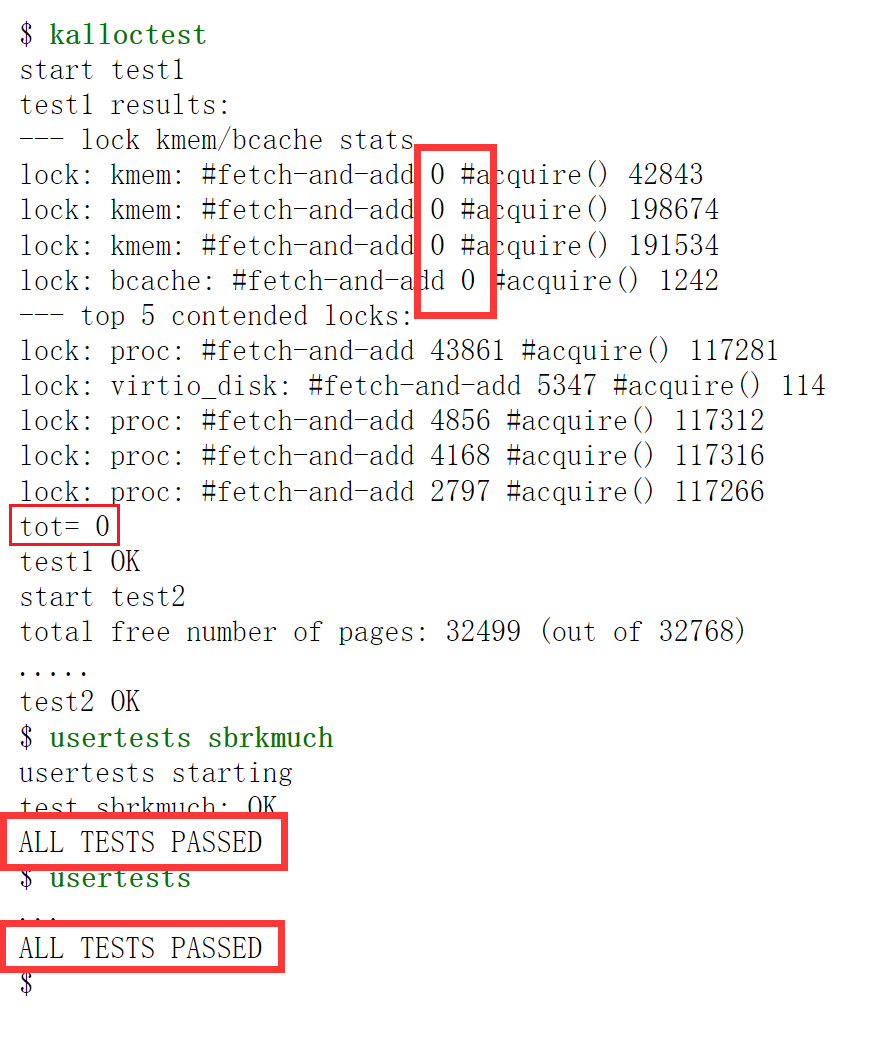 $ kalloctest
start test1
test1 results:
--- lock kmem/bcache stats
lock: kmem: #fetch-and-add 0 #acquire() 42843
lock: kmem: #fetch-and-add 0 #acquire() 198674
lock: kmem: #fetch-and-add 0 #acquire() 191534
lock: bcache: #fetch-and-add 0 #acquire() 1242
--- top 5 contended locks:
lock: proc: #fetch-and-add 43861 #acquire() 117281
lock: virtio_disk: #fetch-and-add 5347 #acquire() 114
lock: proc: #fetch-and-add 4856 #acquire() 117312
lock: proc: #fetch-and-add 4168 #acquire() 117316
lock: proc: #fetch-and-add 2797 #acquire() 117266
tot= 0
test1 OK
start test2
total free number of pages: 32499 (out of 32768)
.....
test2 OK
$ usertests sbrkmuch
usertests starting
test sbrkmuch: OK
ALL TESTS PASSED
$ usertests
...
ALL TESTS PASSED
$